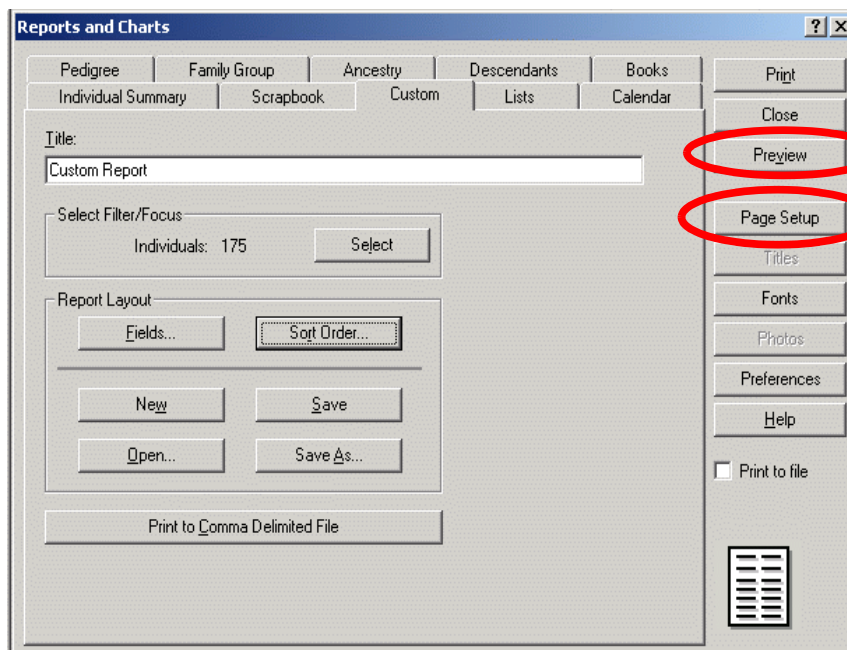 Reports and Charts
Pedigree Family Group Ancestry Descendants Books
Individual Summary Scrapbook Custom Lists Calendar
Title:
Custom Report
Select Filter/Focus
Individuals: 175 Select
Report Layout
Fields... Sort Order...
New Save
Open... Save As...
Print to Comma Delimited File
Print
Close
Preview
Page Setup
Titles
Fonts
Photos
Preferences
Help
Print to file